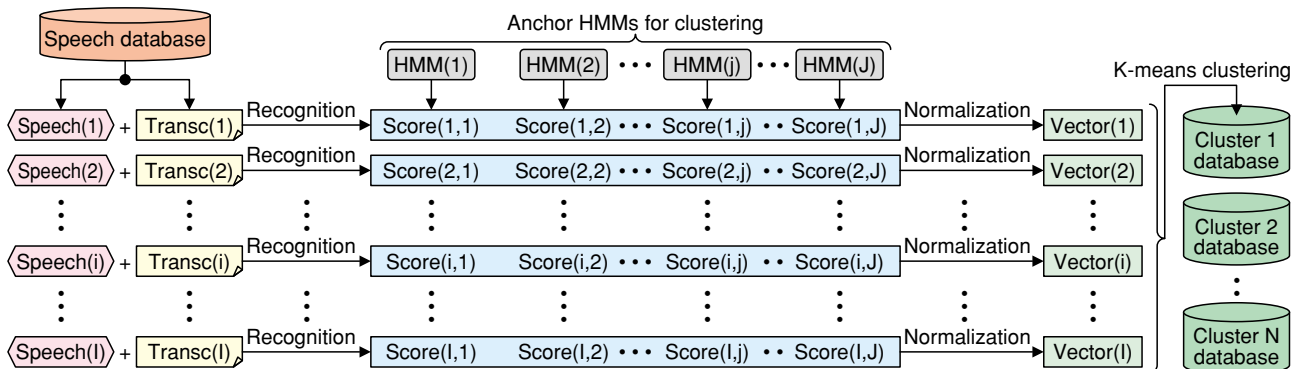 Anchor HMMs for clustering
Speech database
HMM(1) HMM(2) ••• HMM(j) ••• HMM(J)
K-means clustering
Speech(1) + Transc(1) Recognition Score(1,1) Score(1,2) ••• Score(1,j) •• Score(1,J) Normalization Vector(1)
Cluster 1
database
Speech(2) + Transc(2) Recognition Score(2,1) Score(2,2) ••• Score(2,j) •• Score(2,J) Normalization Vector(2)
Cluster 2
database
Speech(i) + Transc(i) Recognition Score(i,1) Score(i,2) ••• Score(i,j) •• Score(i,J) Normalization Vector(i)
Speech(I) + Transc(I) Recognition Score(I,1) Score(I,2) ••• Score(I,j) •• Score(I,J) Normalization Vector(I)
Cluster N
database